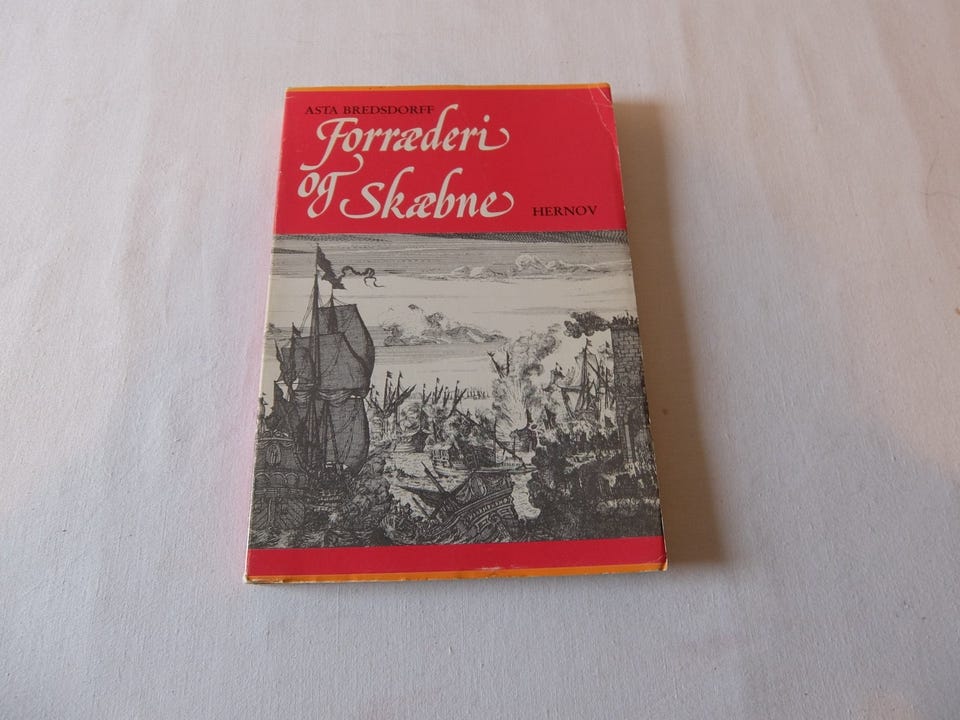 ASTA BREDSDORFF
Forræderi
og Skæbne
HERNOV